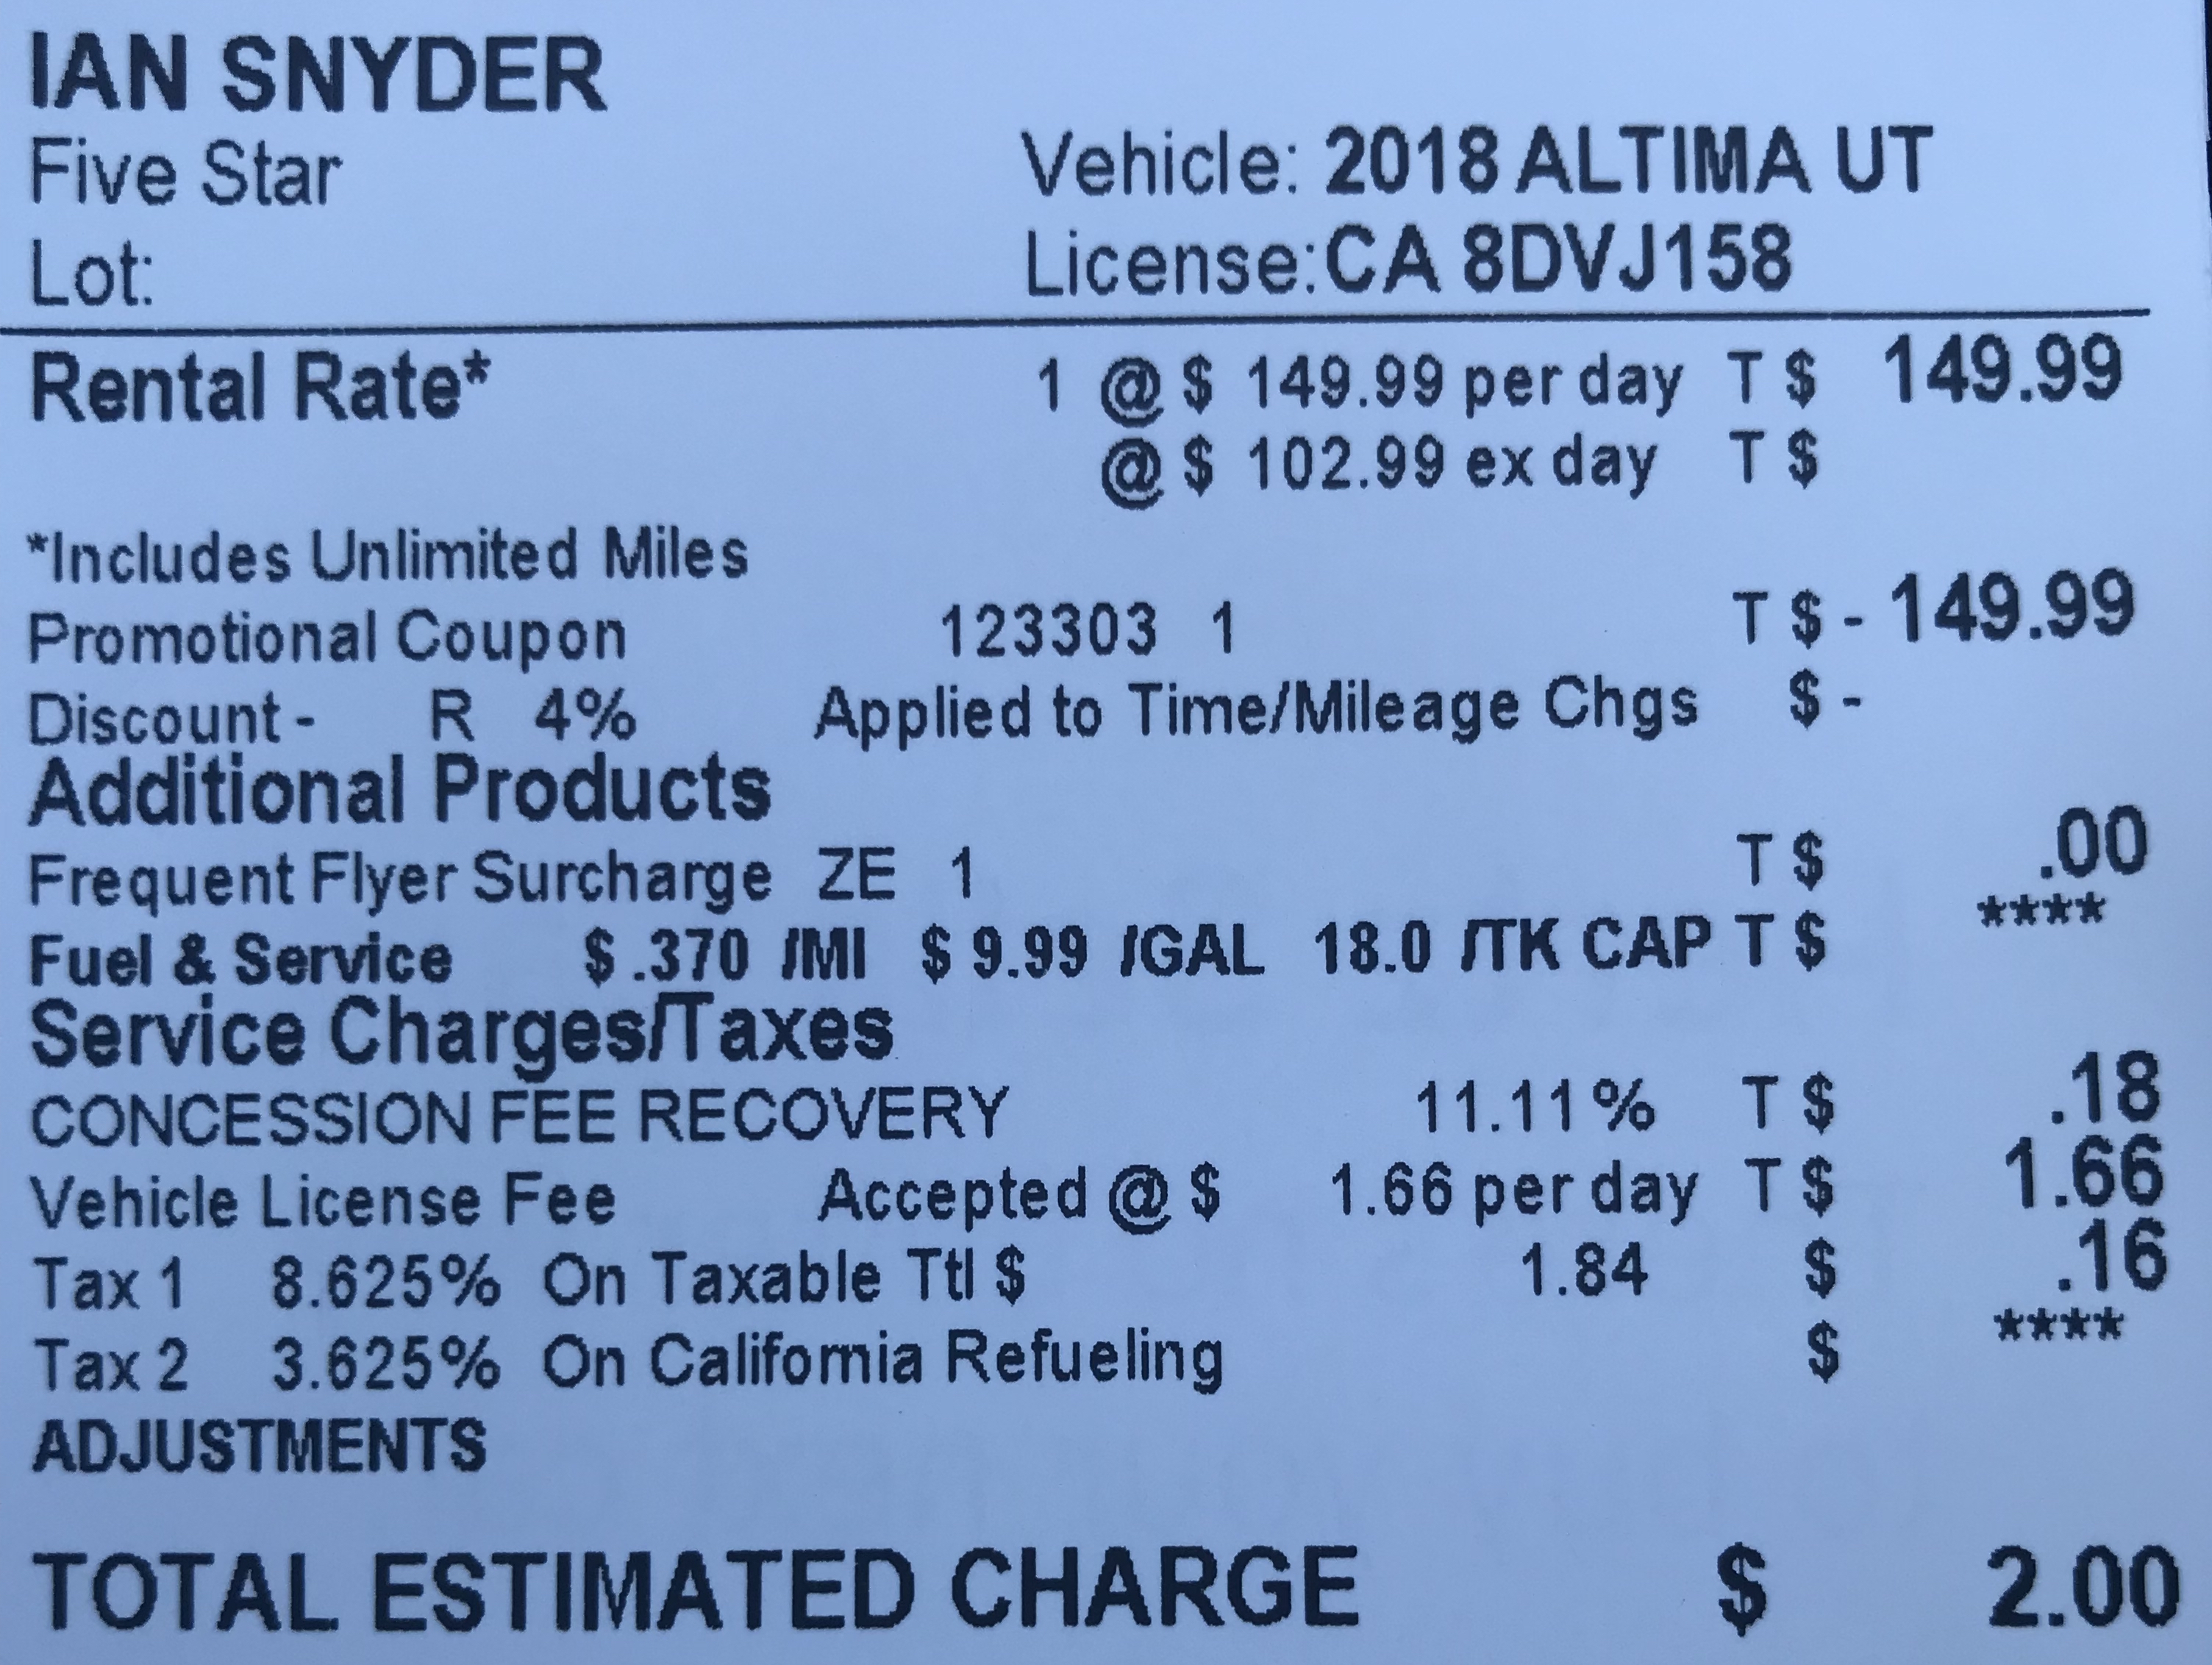 IAN SNYDER
Five Star
Vehicle: 2018 ALTIMA UT
Lot:
License:CA 8DVJ158
Rental Rate* 1 @ $ 149.99 per day T $ 149.99
@ $ 102.99 ex day T $
*Includes Unlimited Miles
Promotional Coupon 123303 1 T $ - 149.99
Discount - R 4% Applied to Time/Mileage Chgs $ -
Additional Products
Frequent Flyer Surcharge ZE 1 T $ .00
Fuel & Service $ .370 /MI $ 9.99 /GAL 18.0 /TK CAP T $ ****
Service Charges/Taxes
CONCESSION FEE RECOVERY 11.11% T $ .18
Vehicle License Fee Accepted @ $ 1.66 per day T $ 1.66
Tax 1 8.625% On Taxable Ttl $ 1.84 $ .16
Tax 2 3.625% On California Refueling $ ****
ADJUSTMENTS
TOTAL ESTIMATED CHARGE $ 2.00